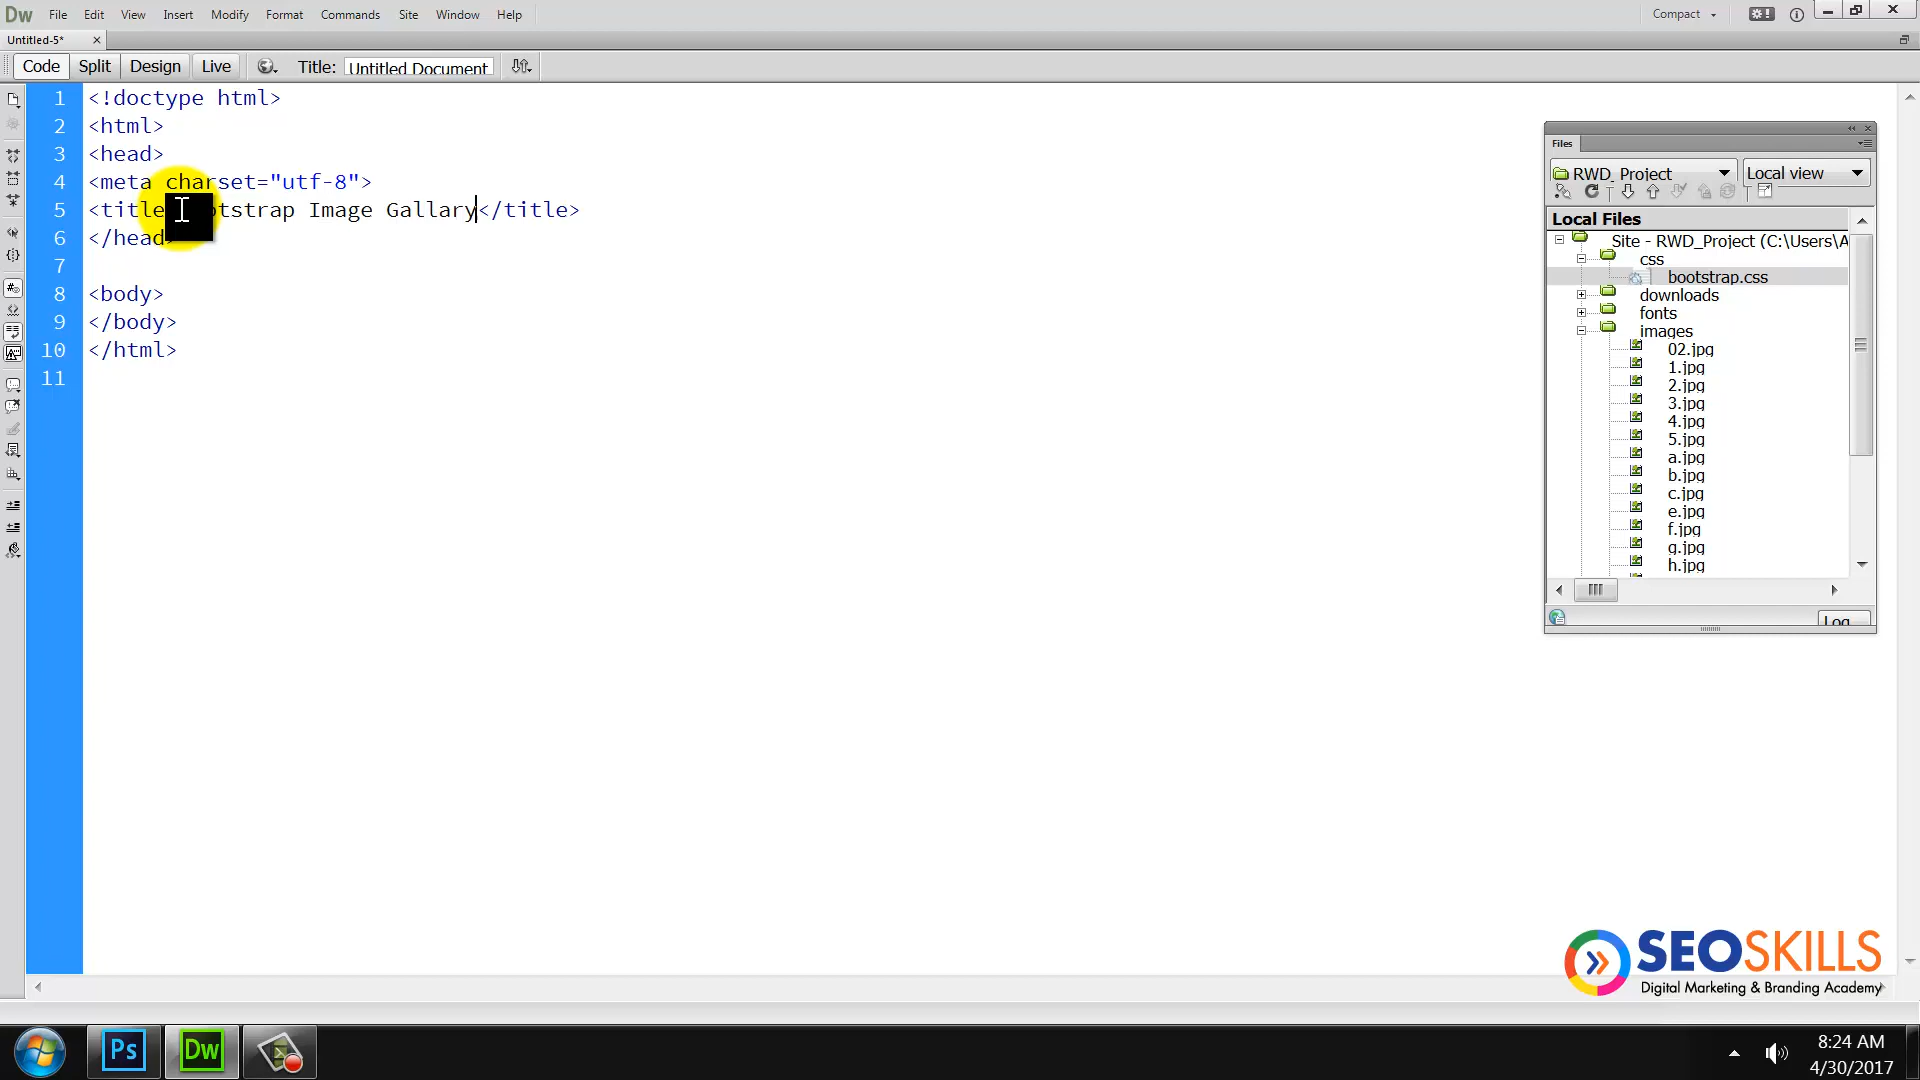 Dw File Edit View Insert Modify Format Commands Site Window Help Compact
Untitled-5*
Code Split Design Live Title: Untitled Document
1 <!doctype html>
2 <html>
3 <head>
4 <meta charset="utf-8">
5 <title otstrap Image Gallary</title>
6 </head
7
8 <body>
9 </body>
10 </html>
11
Files
RWD_Project Local view
Local Files
Site - RWD_Project (C:\Users\A
css
bootstrap.css
downloads
fonts
images
02.jpg
1.jpg
2.jpg
3.jpg
4.jpg
5.jpg
a.jpg
b.jpg
c.jpg
e.jpg
f.jpg
g.jpg
h.jpg
Log
SEOSKILLS
Digital Marketing & Branding Academy
Ps Dw
8:24 AM
4/30/2017